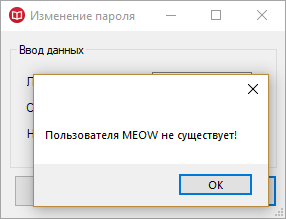 Изменение пароля
Ввод данных
Пользователя MEOW не существует!
OK